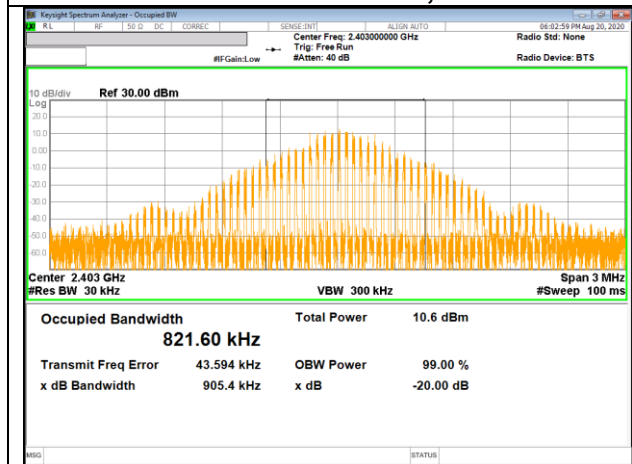 Keysight Spectrum Analyzer - Occupied BW
RL RF 50 Ω DC CORREC SENSE:INT ALIGN AUTO 06:02:59 PM Aug 20, 2020
Center Freq: 2.403000000 GHz Radio Std: None
Trig: Free Run
#IFGain:Low #Atten: 40 dB Radio Device: BTS
10 dB/div Ref 30.00 dBm
Log
20.0
10.0
0.00
-10.0
-20.0
-30.0
-40.0
-50.0
-60.0
Center 2.403 GHz Span 3 MHz
#Res BW 30 kHz VBW 300 kHz #Sweep 100 ms
Occupied Bandwidth Total Power 10.6 dBm
821.60 kHz
Transmit Freq Error 43.594 kHz OBW Power 99.00 %
x dB Bandwidth 905.4 kHz x dB -20.00 dB
MSG STATUS